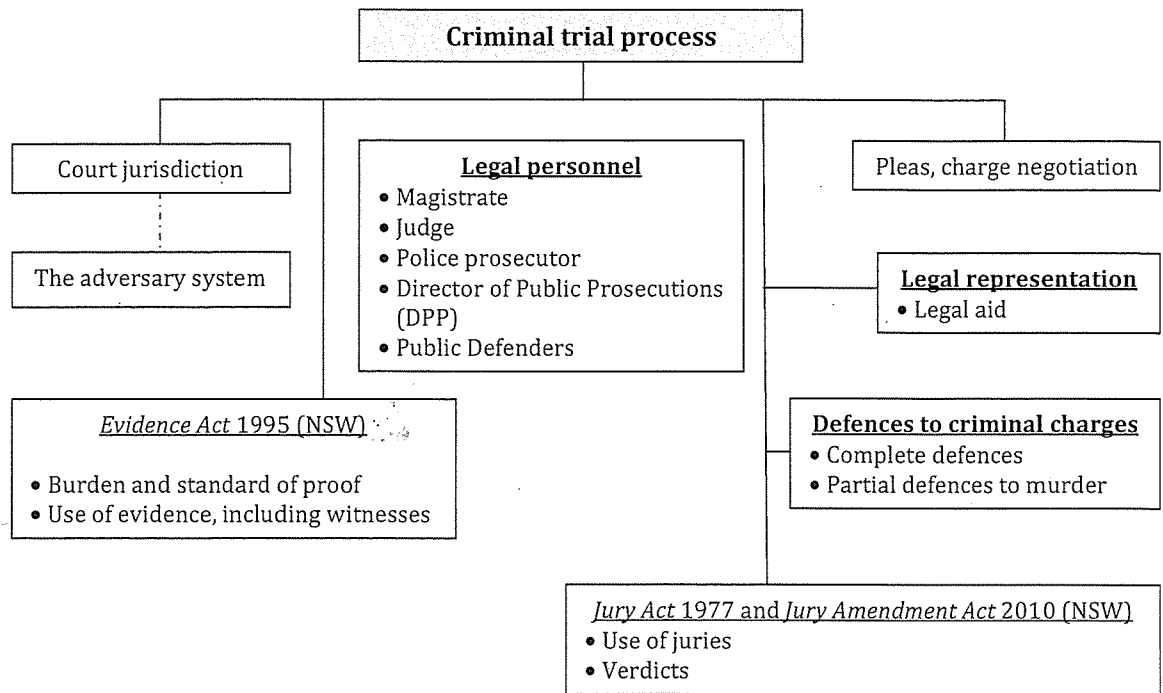 Criminal trial process
Court jurisdiction
The adversary system
Legal personnel
• Magistrate
• Judge
• Police prosecutor
• Director of Public Prosecutions
(DPP)
• Public Defenders
Pleas, charge negotiation
Legal representation
• Legal aid
Evidence Act 1995 (NSW)
• Burden and standard of proof
• Use of evidence, including witnesses
Defences to criminal charges
• Complete defences
• Partial defences to murder
Jury Act 1977 and Jury Amendment Act 2010 (NSW)
• Use of juries
• Verdicts